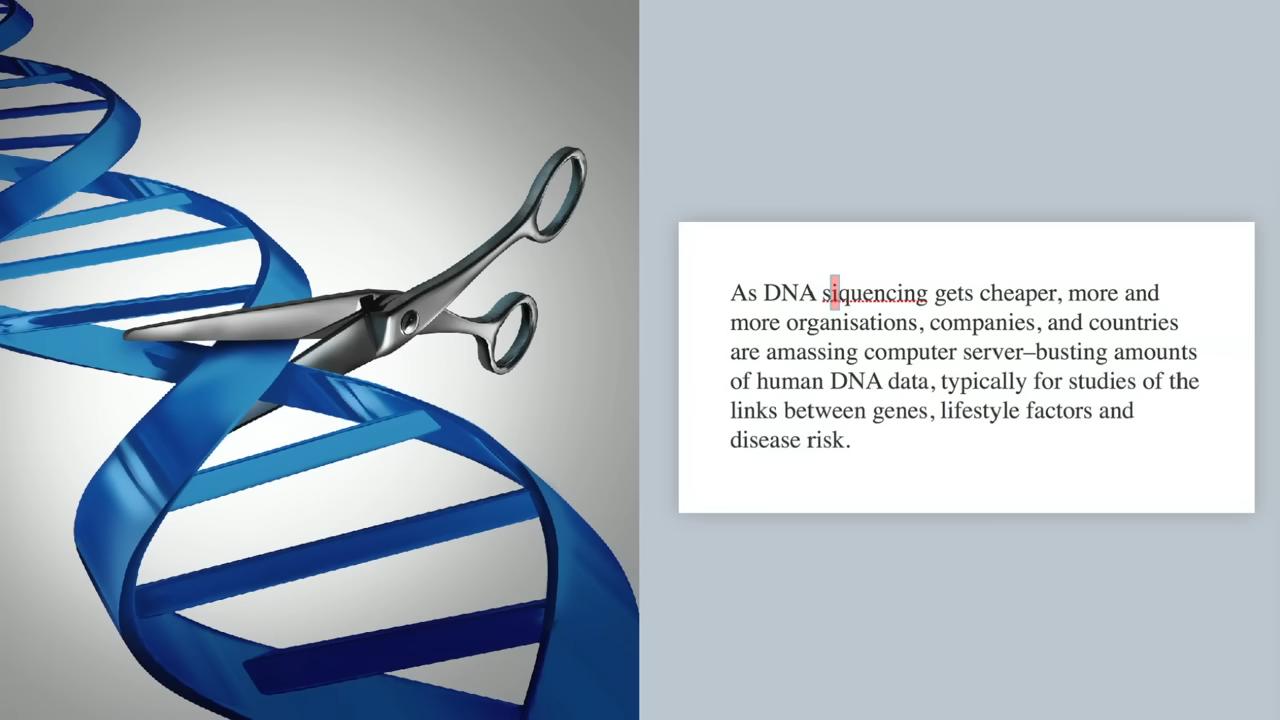 As DNA siquencing gets cheaper, more and
more organisations, companies, and countries
are amassing computer server–busting amounts
of human DNA data, typically for studies of the
links between genes, lifestyle factors and
disease risk.